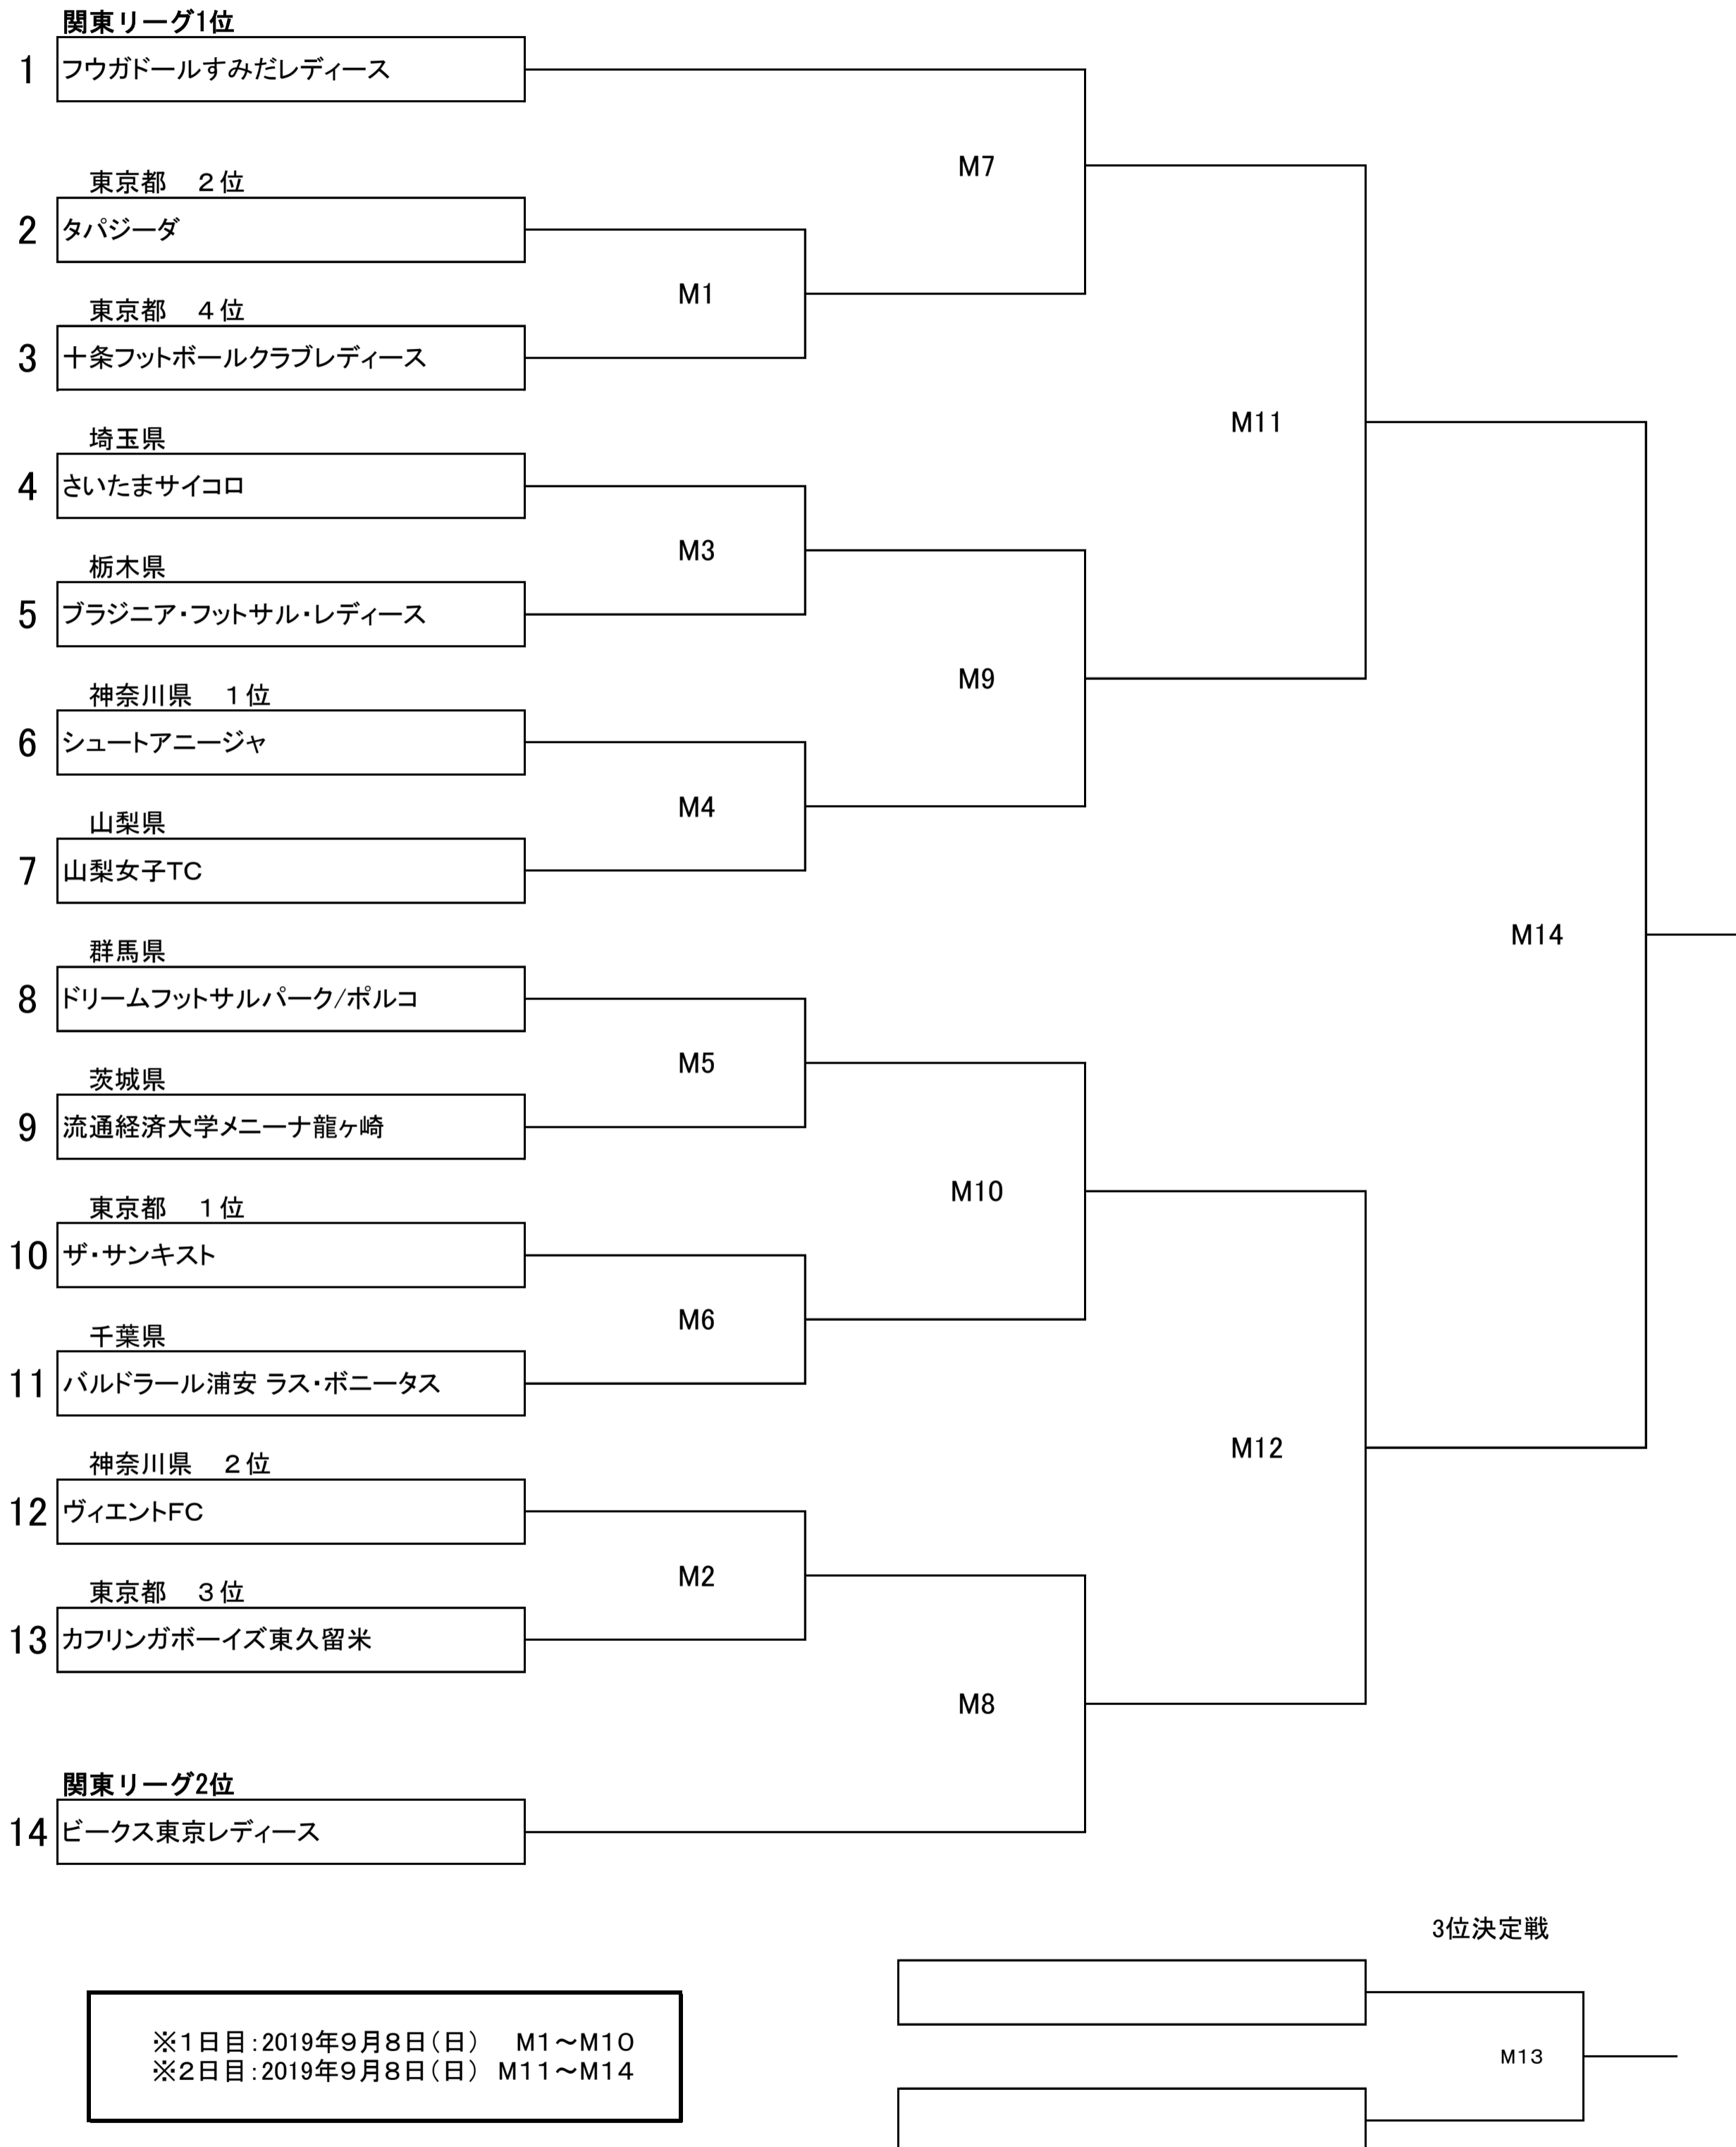 関東リーグ1位
1 フウガドールすみだレディース
M7
東京都　２位
2 タパジーダ
M1
東京都　４位
3 十条フットボールクラブレディース
M11
埼玉県
4 さいたまサイコロ
M3
栃木県
5 ブラジニア・フットサル・レディース
M9
神奈川県　１位
6 シュートアニージャ
M4
山梨県
7 山梨女子TC
M14
群馬県
8 ドリームフットサルパーク/ポルコ
M5
茨城県
9 流通経済大学メニーナ龍ヶ崎
M10
東京都　１位
10 ザ・サンキスト
M6
千葉県
11 バルドラール浦安 ラス・ボニータス
M12
神奈川県　２位
12 ヴィエントFC
M2
東京都　３位
13 カフリンガボーイズ東久留米
M8
関東リーグ2位
14 ビークス東京レディース
3位決定戦
M13
※１日目：2019年９月８日（日）　M１～M１０
※２日目：2019年９月８日（日） M１１～M１４